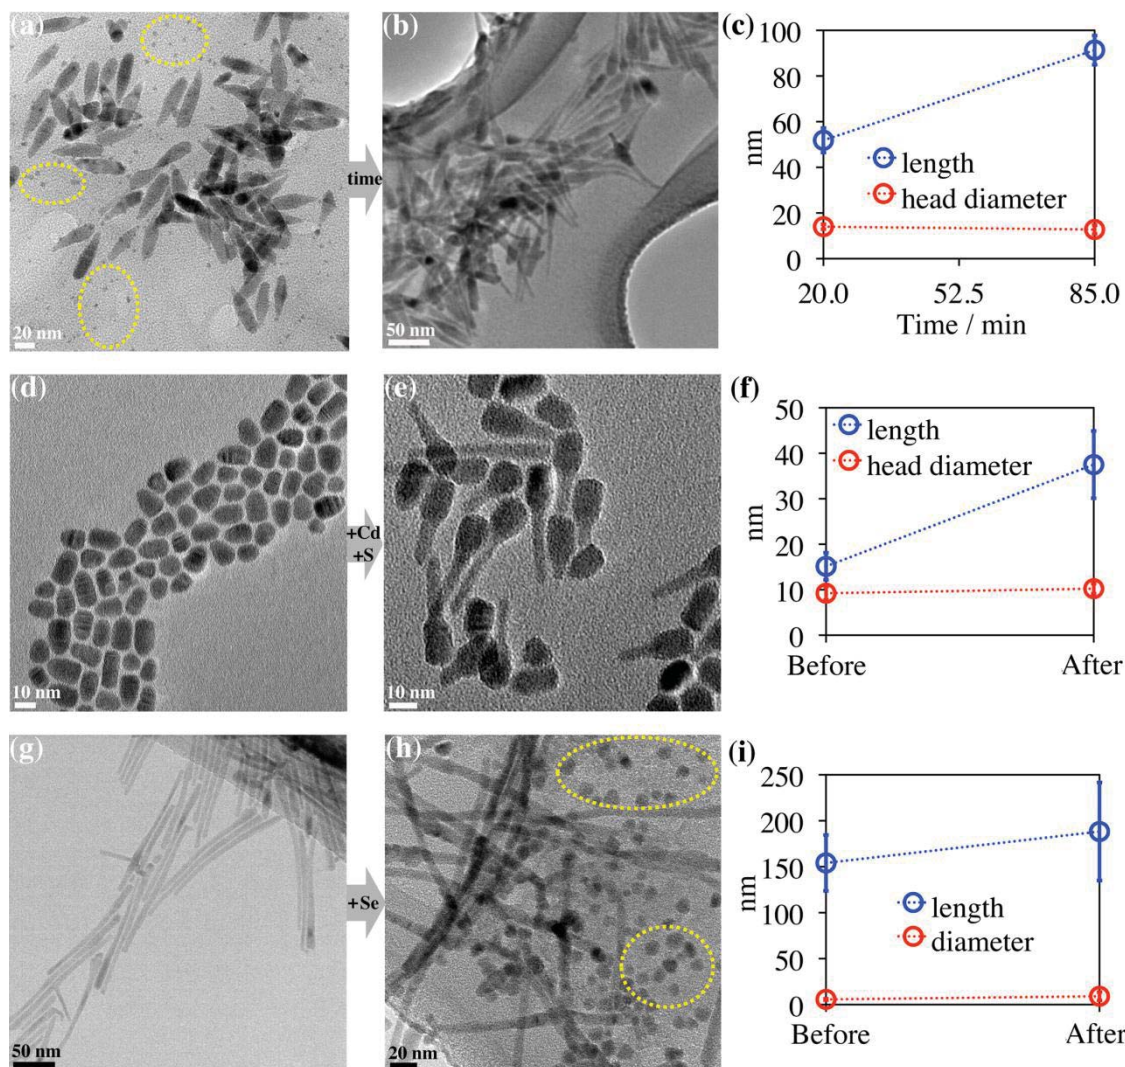 (a)
20 nm
time
(b)
50 nm
(c)
100
80
60
40
20
0
nm
length
head diameter
20.0
52.5
85.0
Time / min
(d)
10 nm
+Cd
+S
(e)
10 nm
(f)
50
40
30
20
10
0
nm
length
head diameter
Before
After
(g)
50 nm
+Se
(h)
20 nm
(i)
250
200
150
100
50
0
nm
length
diameter
Before
After